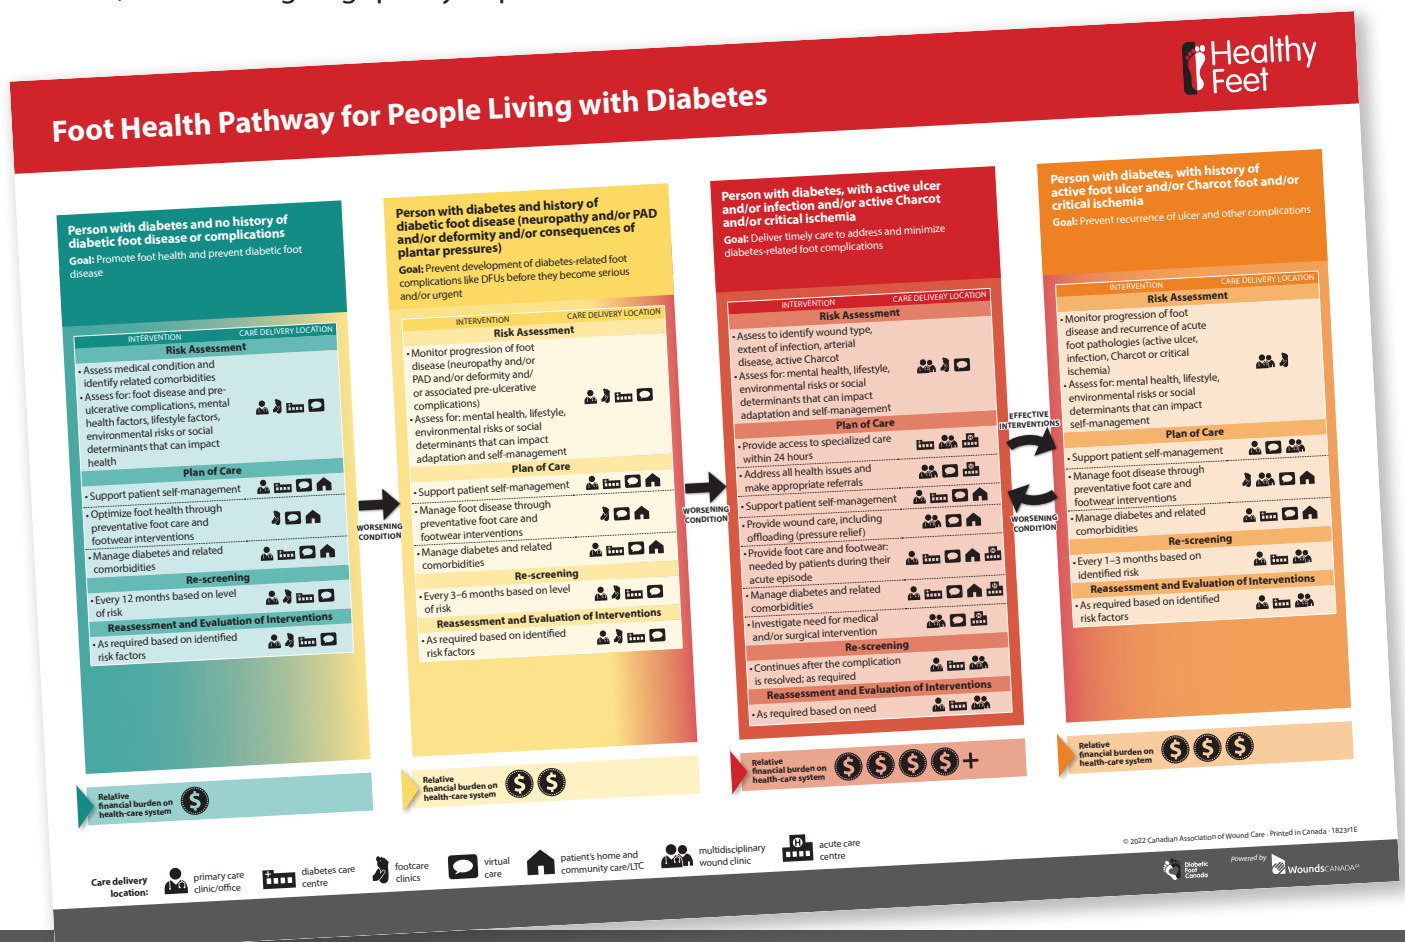 Healthy
Feet
Foot Health Pathway for People Living with Diabetes
Person with diabetes and no history of
diabetic foot disease or complications
Goal: Promote foot health and prevent diabetic foot
disease
INTERVENTION CARE DELIVERY LOCATION
Risk Assessment
• Assess medical condition and
identify related comorbidities
• Assess for: foot disease and pre-
ulcerative complications, mental
health factors, lifestyle factors,
environmental risks or social
determinants that can impact
health
Plan of Care
• Support patient self-management
• Optimize foot health through
preventative foot care and
footwear interventions
• Manage diabetes and related
comorbidities
Re-screening
• Every 12 months based on level
of risk
Reassessment and Evaluation of Interventions
• As required based on identified
risk factors
Relative
financial burden on
health-care system
$
WORSENING
CONDITION
Person with diabetes and history of
diabetic foot disease (neuropathy and/or PAD
and/or deformity and/or consequences of
plantar pressures)
Goal: Prevent development of diabetes-related foot
complications like DFUs before they become serious
and/or urgent
INTERVENTION CARE DELIVERY LOCATION
Risk Assessment
• Monitor progression of foot
disease (neuropathy and/or
PAD and/or deformity and/
or associated pre-ulcerative
complications)
• Assess for: mental health, lifestyle,
environmental risks or social
determinants that can impact
adaptation and self-management
Plan of Care
• Support patient self-management
• Manage foot disease through
preventative foot care and
footwear interventions
• Manage diabetes and related
comorbidities
Re-screening
• Every 3–6 months based on level
of risk
Reassessment and Evaluation of Interventions
• As required based on identified
risk factors
Relative
financial burden on
health-care system
$ $
WORSENING
CONDITION
Person with diabetes, with active ulcer
and/or infection and/or active Charcot
and/or critical ischemia
Goal: Deliver timely care to address and minimize
diabetes-related foot complications
INTERVENTION CARE DELIVERY LOCATION
Risk Assessment
• Assess to identify wound type,
extent of infection, arterial
disease, active Charcot
• Assess for: mental health, lifestyle,
environmental risks or social
determinants that can impact
adaptation and self-management
Plan of Care
• Provide access to specialized care
within 24 hours
• Address all health issues and
make appropriate referrals
• Support patient self-management
• Provide wound care, including
offloading (pressure relief)
• Provide foot care and footwear:
needed by patients during their
acute episode
• Manage diabetes and related
comorbidities
• Investigate need for medical
and/or surgical intervention
Re-screening
• Continues after the complication
is resolved; as required
Reassessment and Evaluation of Interventions
• As required based on need
Relative
financial burden on
health-care system
$ $ $ $ +
EFFECTIVE
INTERVENTIONS
WORSENING
CONDITION
Person with diabetes, with history of
active foot ulcer and/or Charcot foot and/or
critical ischemia
Goal: Prevent recurrence of ulcer and other complications
INTERVENTION CARE DELIVERY LOCATION
Risk Assessment
• Monitor progression of foot
disease and recurrence of acute
foot pathologies (active ulcer,
infection, Charcot or critical
ischemia)
• Assess for: mental health, lifestyle,
environmental risks or social
determinants that can impact
self-management
Plan of Care
• Support patient self-management
• Manage foot disease through
preventative foot care and
footwear interventions
• Manage diabetes and related
comorbidities
Re-screening
• Every 1–3 months based on
identified risk
Reassessment and Evaluation of Interventions
• As required based on identified
risk factors
Relative
financial burden on
health-care system
$ $ $
Care delivery
location:
primary care
clinic/office
diabetes care
centre
footcare
clinics
virtual
care
patient's home and
community care/LTC
multidisciplinary
wound clinic
H
acute care
centre
© 2022 Canadian Association of Wound Care · Printed in Canada · 1823r1E
Diabetic
Foot
Canada
Powered by
WoundsCANADA.ca